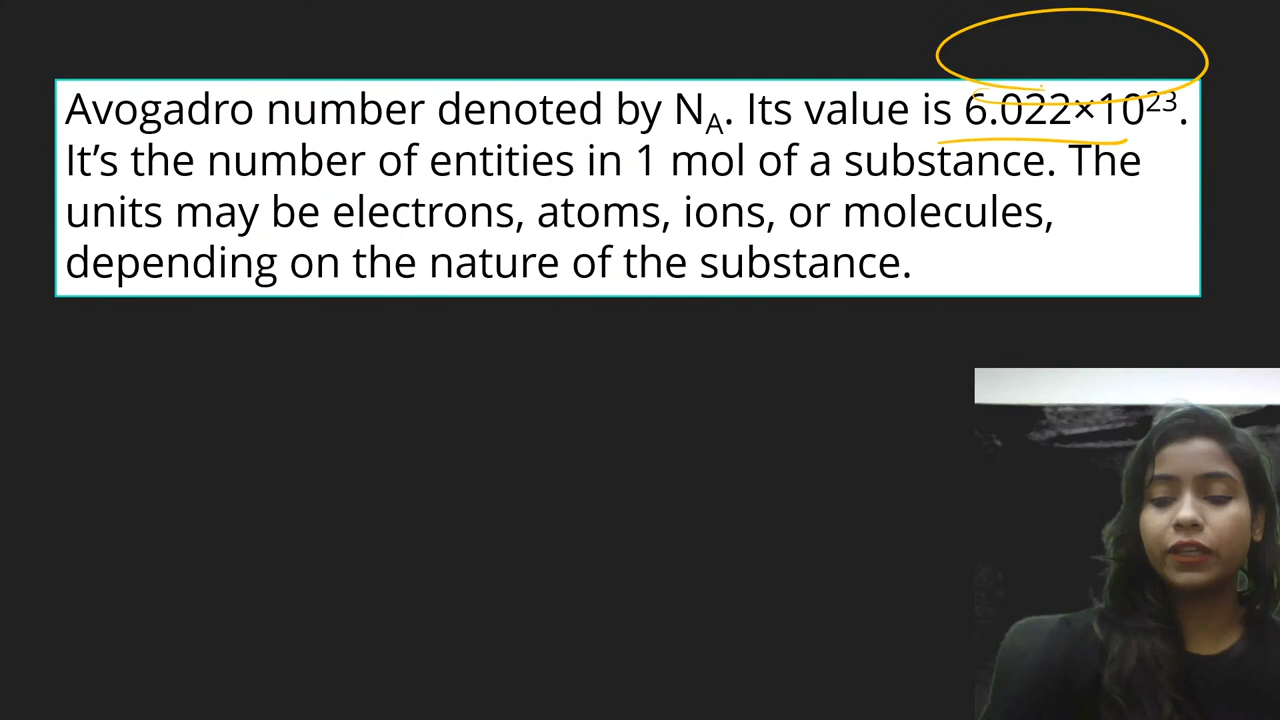 Avogadro number denoted by N_A. Its value is 6.022×10²³.
It’s the number of entities in 1 mol of a substance. The
units may be electrons, atoms, ions, or molecules,
depending on the nature of the substance.